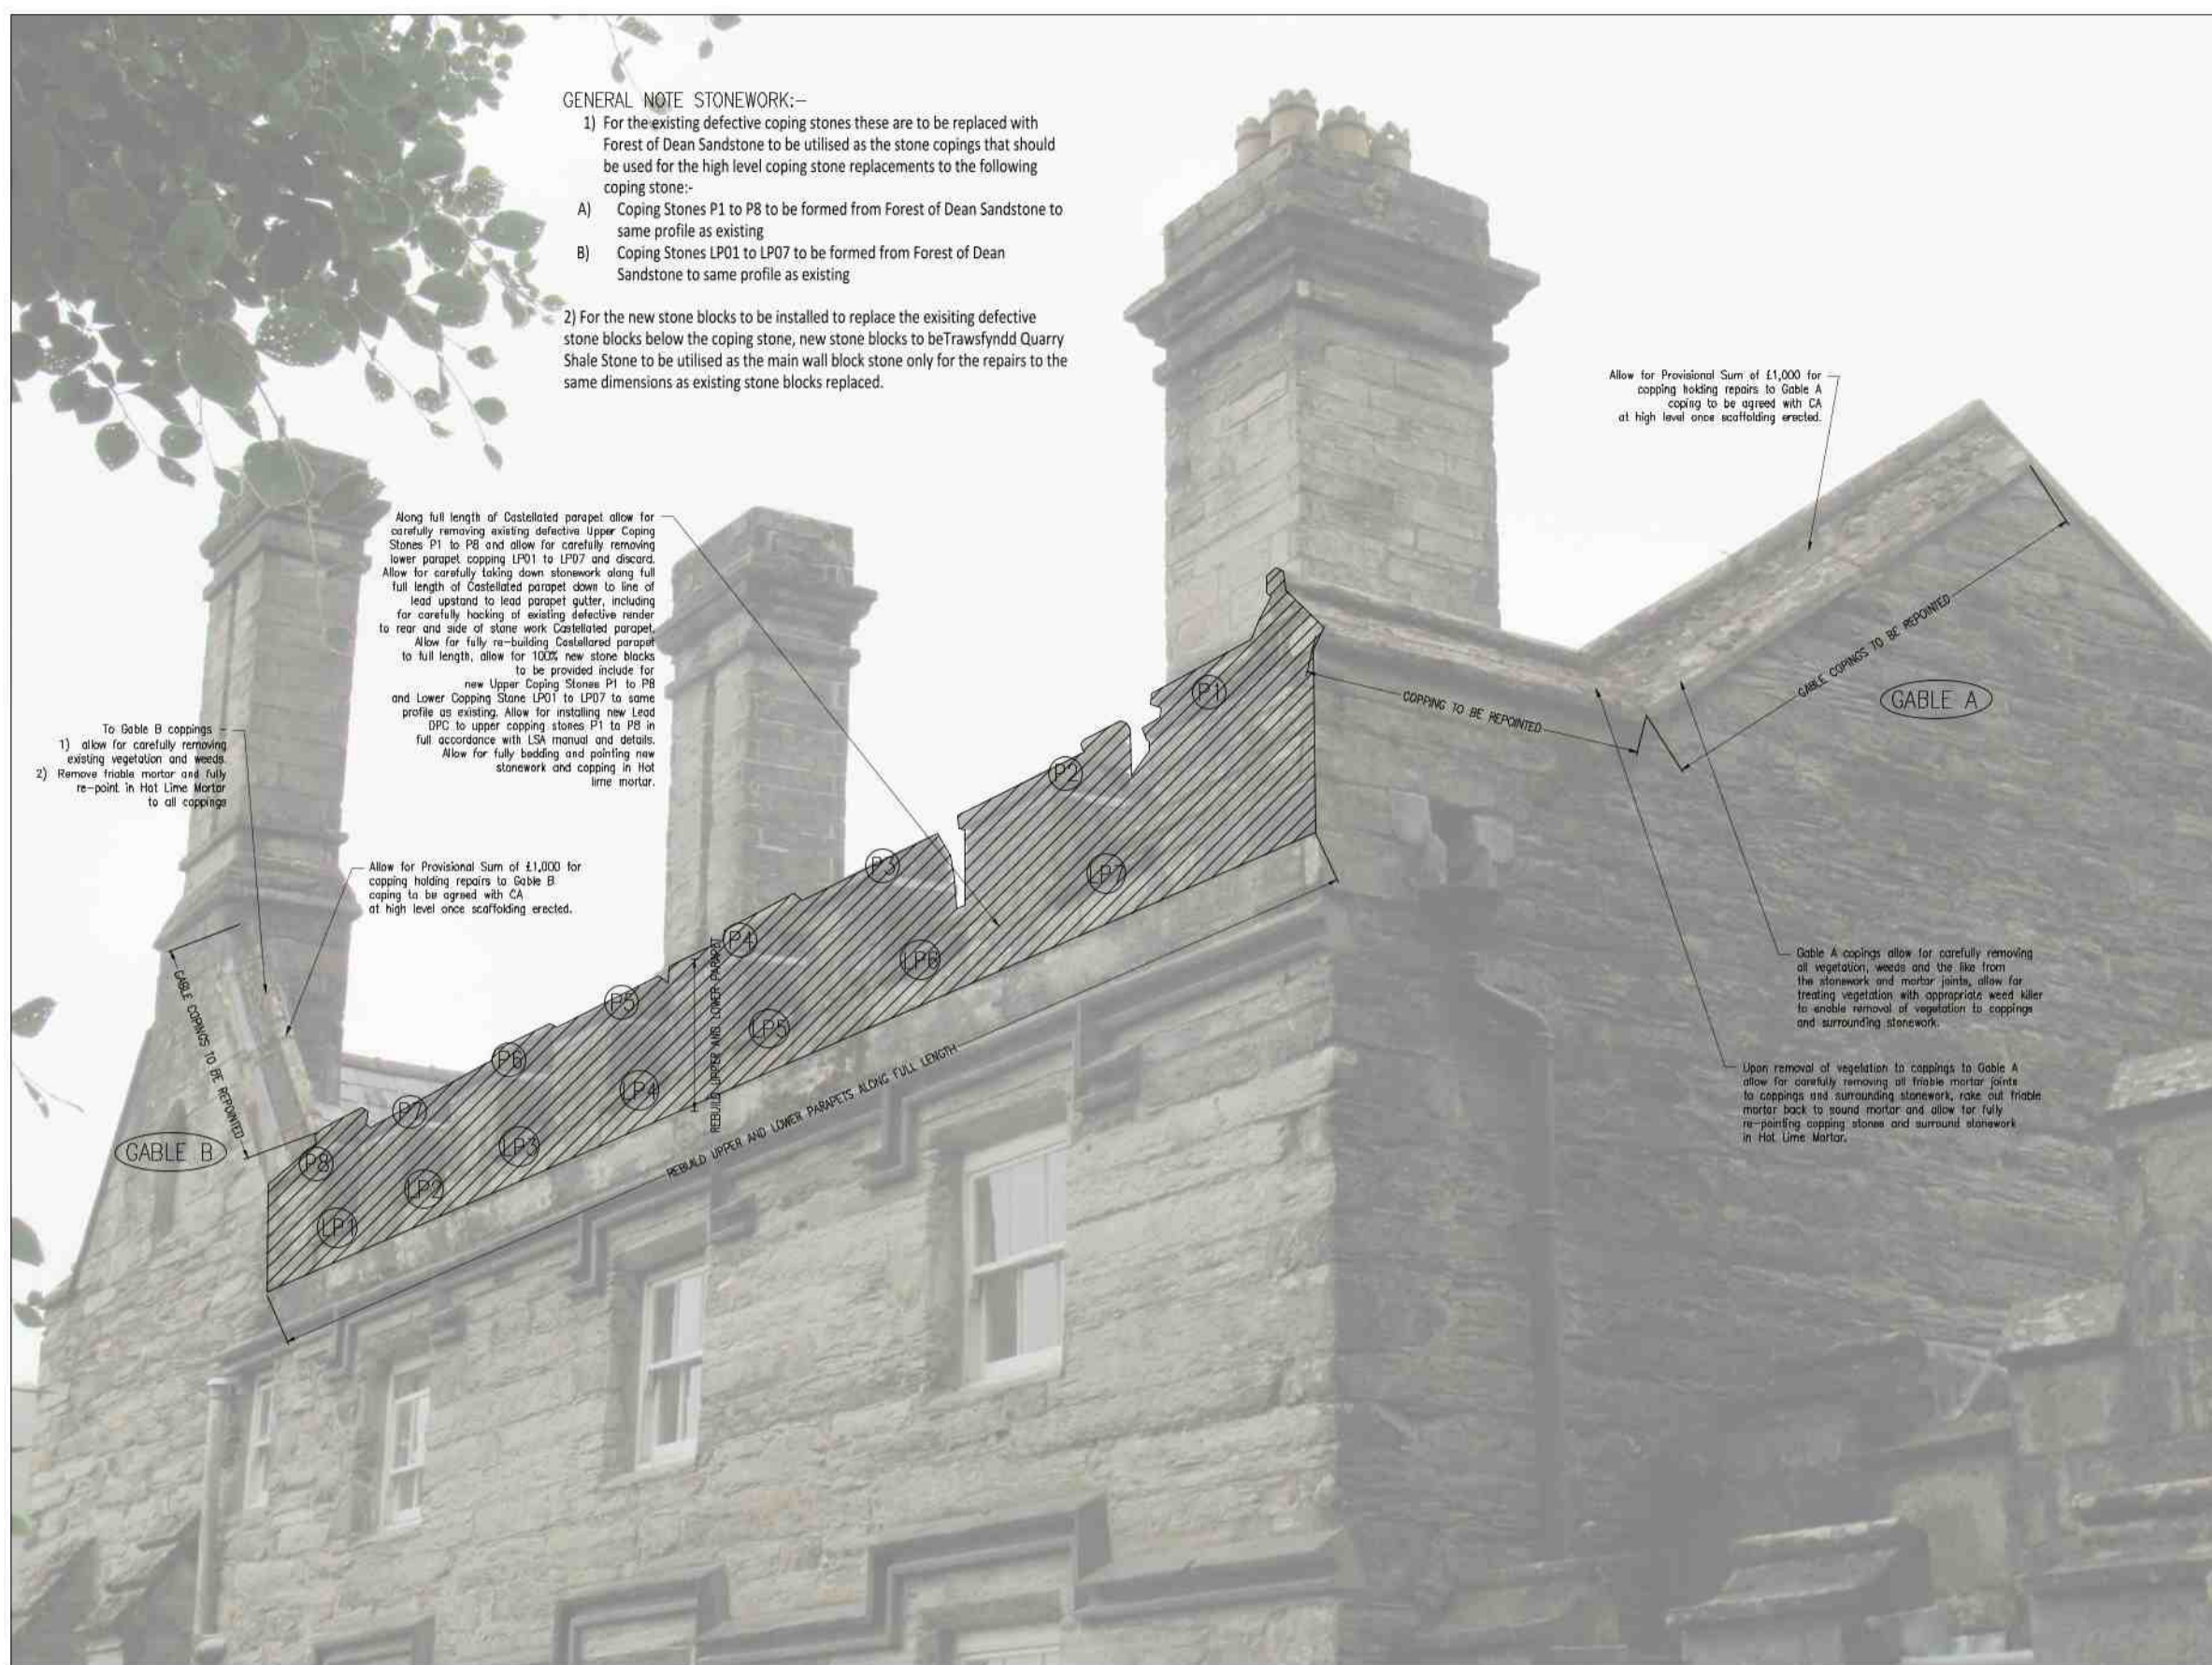 GENERAL NOTE STONEWORK:-
1) For the existing defective coping stones these are to be replaced with
Forest of Dean Sandstone to be utilised as the stone copings that should
be used for the high level coping stone replacements to the following
coping stone:-
A) Coping Stones P1 to P8 to be formed from Forest of Dean Sandstone to
same profile as existing
B) Coping Stones LP01 to LP07 to be formed from Forest of Dean
Sandstone to same profile as existing
2) For the new stone blocks to be installed to replace the exisiting defective
stone blocks below the coping stone, new stone blocks to beTrawsfyndd Quarry
Shale Stone to be utilised as the main wall block stone only for the repairs to the
same dimensions as existing stone blocks replaced.
Allow for Provisional Sum of £1,000 for
copping holding repairs to Gable A
coping to be agreed with CA
at high level once scaffolding erected.
Along full length of Castellated parapet allow for
carefully removing existing defective Upper Coping
Stones P1 to P8 and allow for carefully removing
lower parapet copping LP01 to LP07 and discard.
Allow for carefully taking down stonework along full
full length of Castellated parapet down to line of
lead upstand to lead parapet gutter, including
for carefully hacking of existing defective render
to rear and side of stone work Castellated parapet.
Allow for fully re-building Castellared parapet
to full length, allow for 100% new stone blocks
to be provided include for
new Upper Coping Stones P1 to P8
and Lower Copping Stone LP01 to LP07 to same
profile as existing. Allow for installing new Lead
DPC to upper copping stones P1 to P8 in
full accordance with LSA manual and details.
Allow for fully bedding and pointing new
stonework and copping in Hot
lime mortar.
To Gable B coppings
1) allow for carefully removing
existing vegetation and weeds.
2) Remove friable mortar and fully
re-point in Hot Lime Mortar
to all coppings
Allow for Provisional Sum of £1,000 for
copping holding repairs to Gable B
coping to be agreed with CA
at high level once scaffolding erected.
GABLE COPINGS TO BE REPOINTED
GABLE B
P1
P2
P3
P4
P5
P6
P7
P8
LP7
LP6
LP5
LP4
LP3
LP2
LP1
REBUILD UPPER AND LOWER PARAPET
REBUILD UPPER AND LOWER PARAPETS ALONG FULL LENGTH
COPPING TO BE REPOINTED
GABLE COPINGS TO BE REPOINTED
GABLE A
Gable A copings allow for carefully removing
all vegetation, weeds and the like from
the stonework and mortar joints, allow for
treating vegetation with appropriate weed killer
to enable removal of vegetation to coppings
and surrounding stonework.
Upon removal of vegetation to coppings to Gable A
allow for carefully removing all friable mortar joints
to coppings and surrounding stonework, rake out friable
mortar back to sound mortar and allow for fully
re-pointing copping stones and surround stonework
in Hot Lime Mortar.